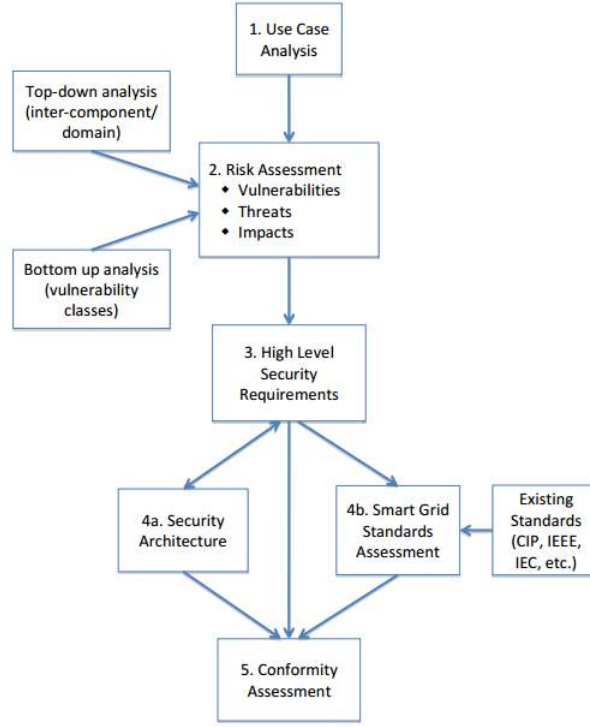 1. Use Case
Analysis
Top-down analysis
(inter-component/
domain)
2. Risk Assessment
◆ Vulnerabilities
◆ Threats
◆ Impacts
Bottom up analysis
(vulnerability
classes)
3. High Level
Security
Requirements
4a. Security
Architecture
4b. Smart Grid
Standards
Assessment
Existing
Standards
(CIP, IEEE,
IEC, etc.)
5. Conformity
Assessment